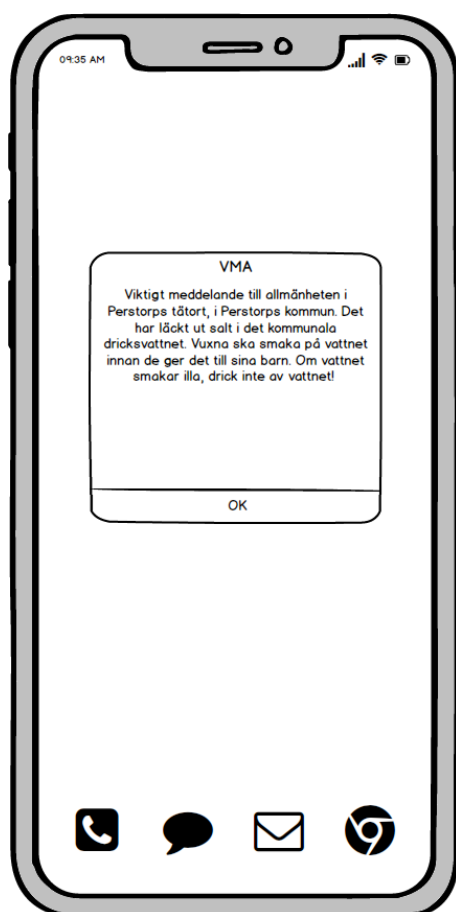 09:35 AM
VMA
Viktigt meddelande till allmänheten i
Perstorps tätort, i Perstorps kommun. Det
har läckt ut salt i det kommunala
dricksvattnet. Vuxna ska smaka på vattnet
innan de ger det till sina barn. Om vattnet
smakar illa, drick inte av vattnet!
OK